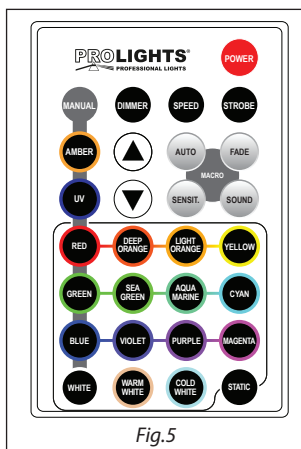 PROLIGHTS®
PROFESSIONAL LIGHTS
POWER
MANUAL DIMMER SPEED STROBE
AMBER AUTO FADE
MACRO
UV SENSIT. SOUND
RED DEEP ORANGE LIGHT ORANGE YELLOW
GREEN SEA GREEN AQUA MARINE CYAN
BLUE VIOLET PURPLE MAGENTA
WHITE WARM WHITE COLD WHITE STATIC
Fig.5